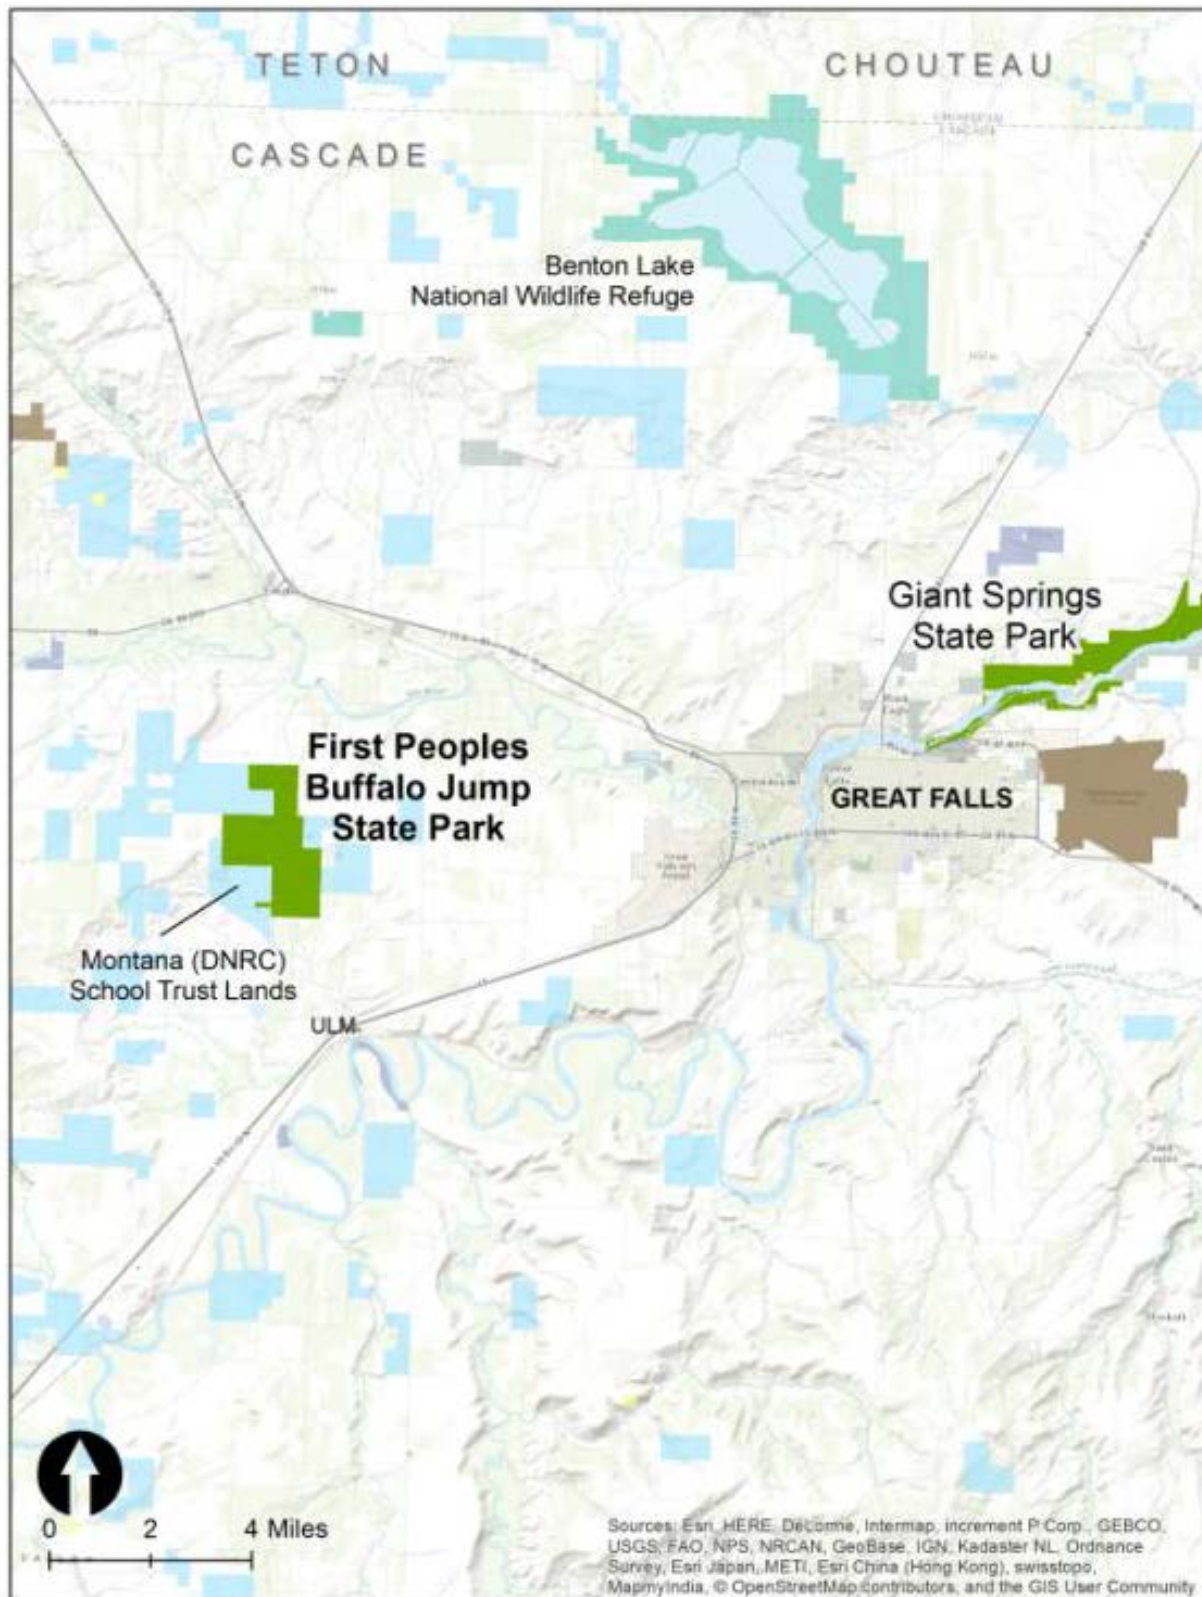 TETON
CHOUTEAU
CASCADE
Benton Lake
National Wildlife Refuge
Giant Springs
State Park
First Peoples
Buffalo Jump
State Park
GREAT FALLS
Montana (DNRC)
School Trust Lands
ULM
0 2 4 Miles
Sources: Esri, HERE, DeLorme, Intermap, increment P Corp., GEBCO,
USGS, FAO, NPS, NRCAN, GeoBase, IGN, Kadaster NL, Ordnance
Survey, Esri Japan, METI, Esri China (Hong Kong), swisstopo,
MapmyIndia, © OpenStreetMap contributors, and the GIS User Community